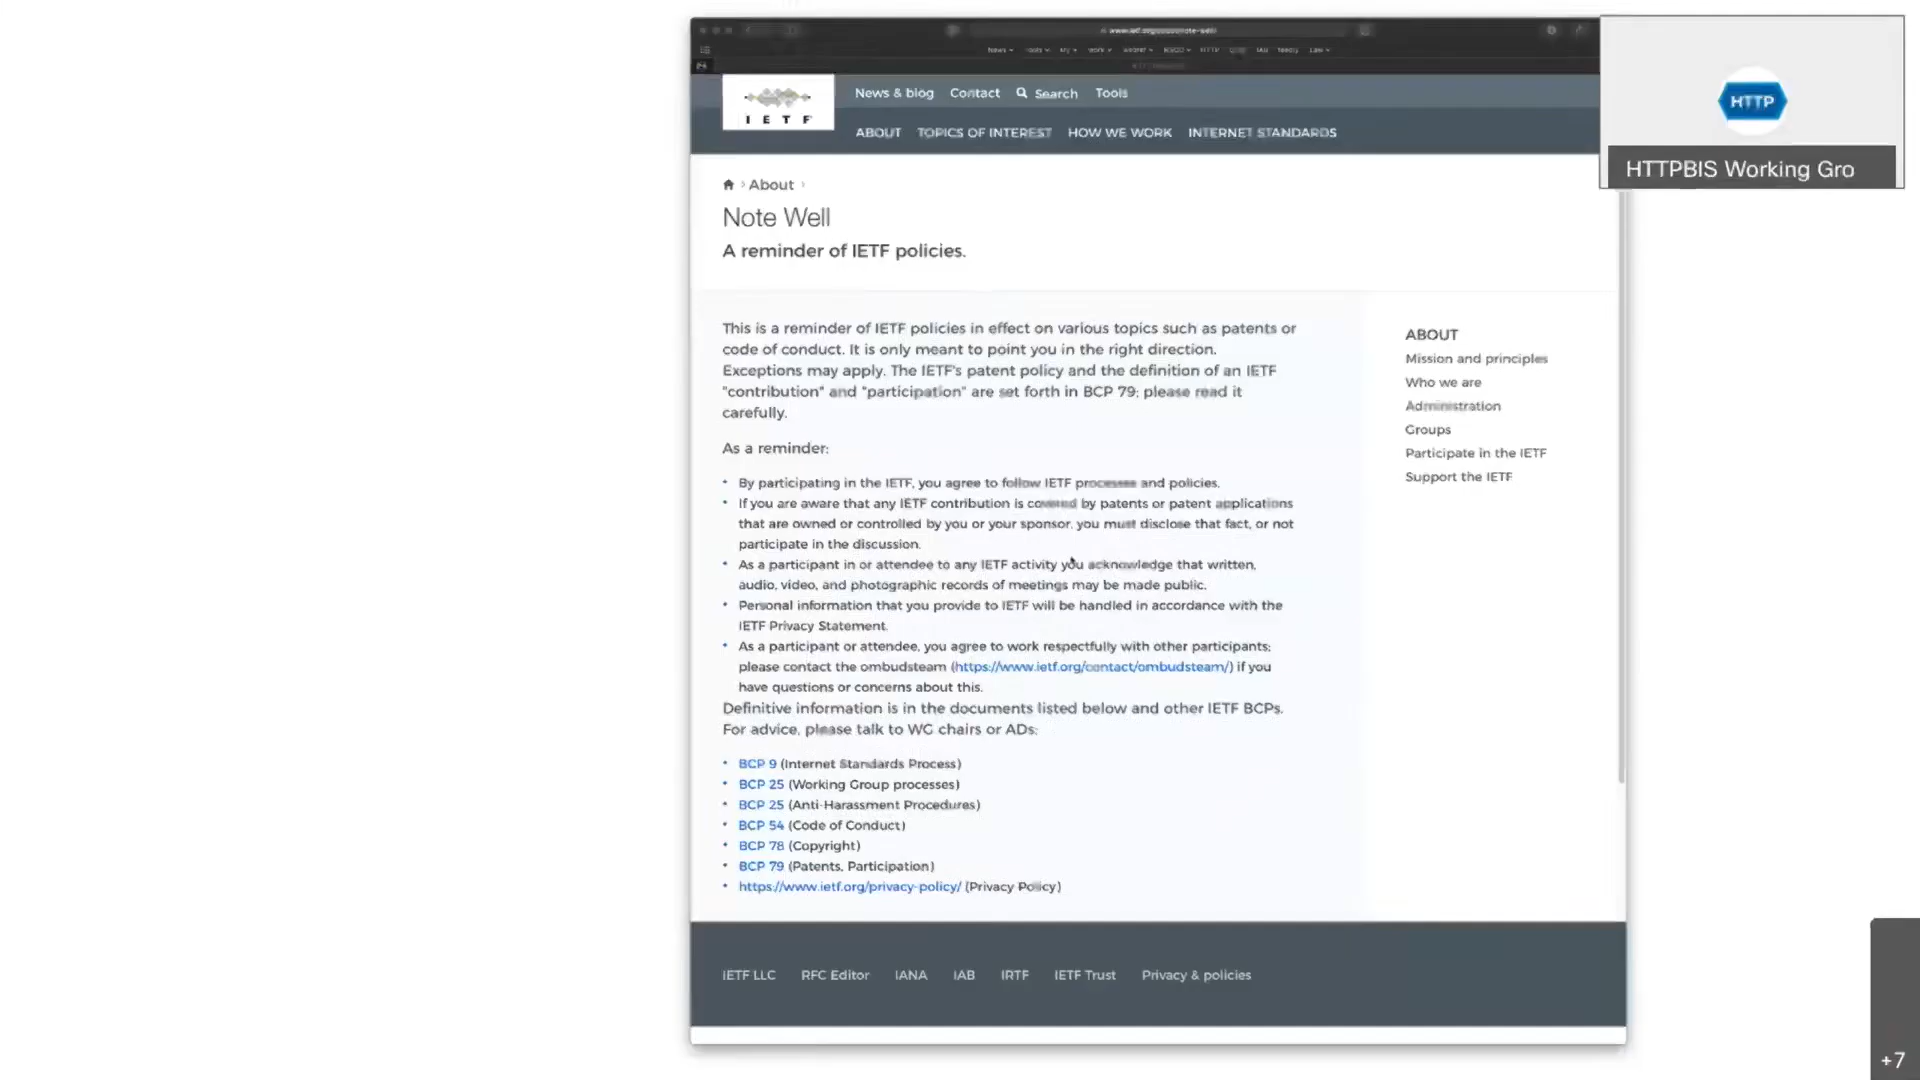 News & blog Contact Search Tools
IETF
ABOUT TOPICS OF INTEREST HOW WE WORK INTERNET STANDARDS
HTTP
HTTPBIS Working Gro
About
Note Well
A reminder of IETF policies.
This is a reminder of IETF policies in effect on various topics such as patents or
code of conduct. It is only meant to point you in the right direction.
Exceptions may apply. The IETF's patent policy and the definition of an IETF
"contribution" and "participation" are set forth in BCP 79; please read it
carefully.
As a reminder:
• By participating in the IETF, you agree to follow IETF processes and policies.
• If you are aware that any IETF contribution is covered by patents or patent applications
that are owned or controlled by you or your sponsor, you must disclose that fact, or not
participate in the discussion.
• As a participant in or attendee to any IETF activity you acknowledge that written,
audio, video, and photographic records of meetings may be made public.
• Personal information that you provide to IETF will be handled in accordance with the
IETF Privacy Statement.
• As a participant or attendee, you agree to work respectfully with other participants;
please contact the ombudsteam (https://www.ietf.org/contact/ombudsteam/) if you
have questions or concerns about this.
Definitive information is in the documents listed below and other IETF BCPs.
For advice, please talk to WG chairs or ADs:
• BCP 9 (Internet Standards Process)
• BCP 25 (Working Group processes)
• BCP 25 (Anti-Harassment Procedures)
• BCP 54 (Code of Conduct)
• BCP 78 (Copyright)
• BCP 79 (Patents, Participation)
• https://www.ietf.org/privacy-policy/ (Privacy Policy)
ABOUT
Mission and principles
Who we are
Administration
Groups
Participate in the IETF
Support the IETF
IETF LLC RFC Editor IANA IAB IRTF IETF Trust Privacy & policies
+7